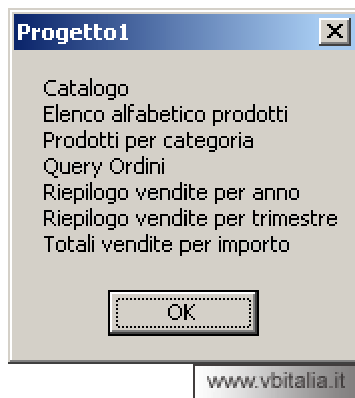 Progetto1
Catalogo
Elenco alfabetico prodotti
Prodotti per categoria
Query Ordini
Riepilogo vendite per anno
Riepilogo vendite per trimestre
Totali vendite per importo
OK
www.vbitalia.it